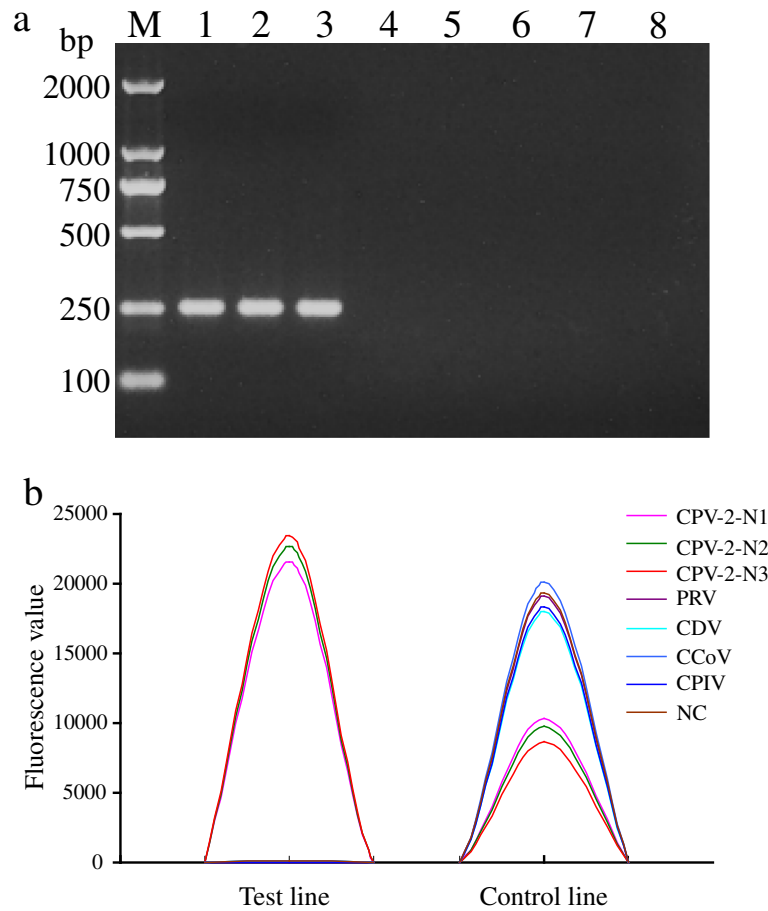 a
bp M 1 2 3 4 5 6 7 8
2000
1000
750
500
250
100
b
Fluorescence value
25000
20000
15000
10000
5000
0
Test line Control line
CPV-2-N1
CPV-2-N2
CPV-2-N3
PRV
CDV
CCoV
CPIV
NC